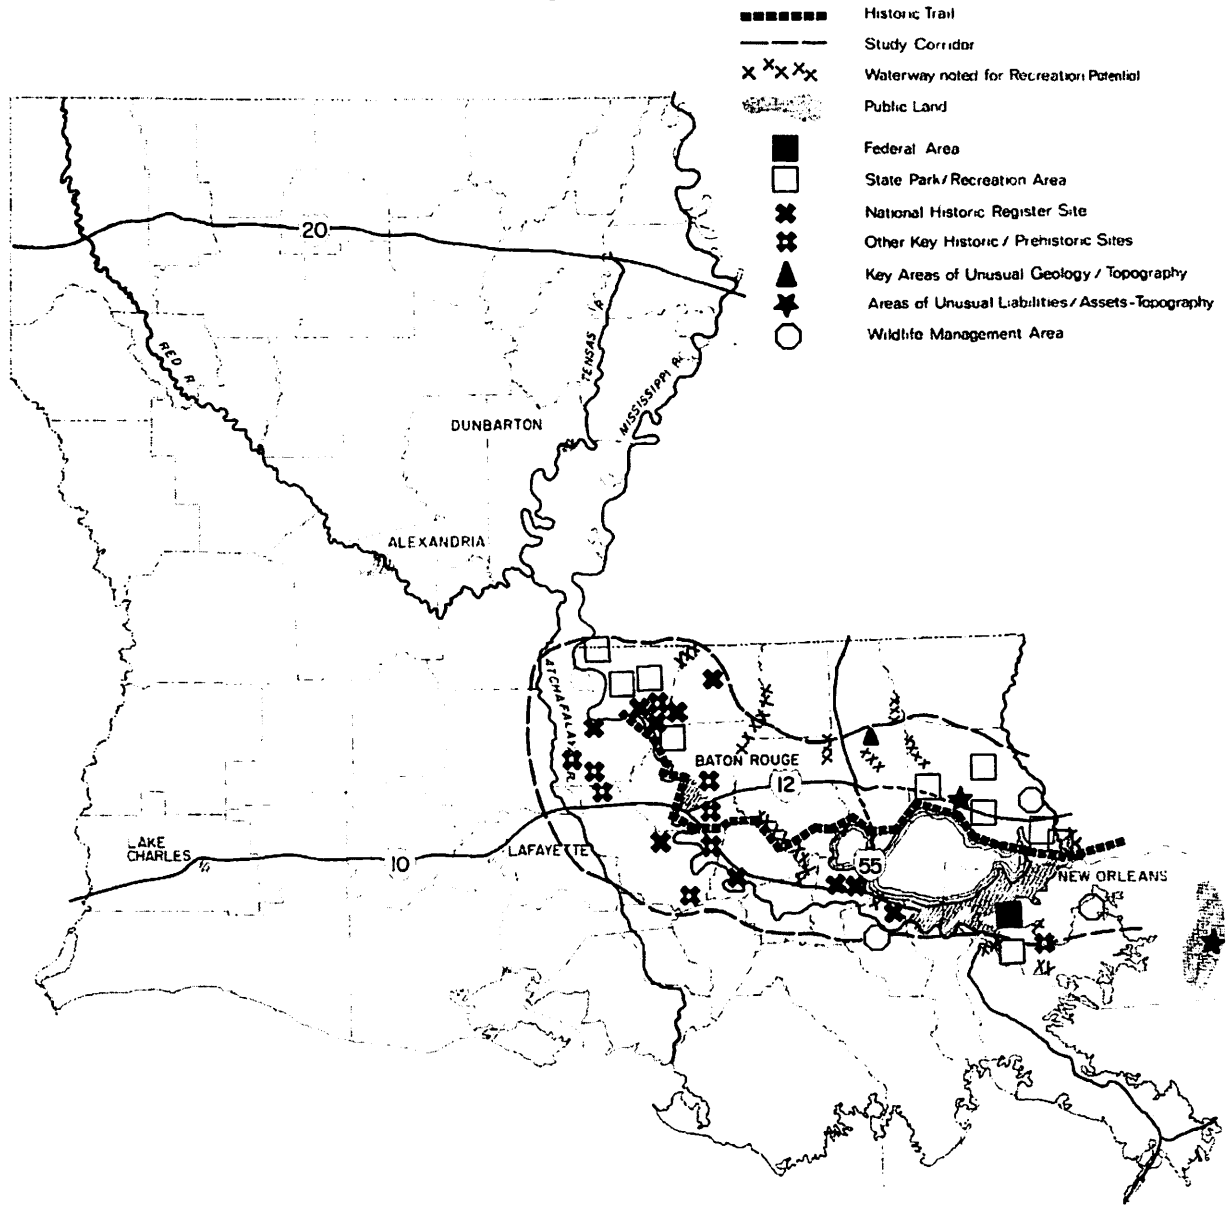 Historic Trail
Study Corridor
Waterway noted for Recreation Potential
Public Land
Federal Area
State Park/Recreation Area
National Historic Register Site
Other Key Historic / Prehistoric Sites
Key Areas of Unusual Geology / Topography
Areas of Unusual Liabilities/Assets-Topography
Wildlife Management Area
20
RED R.
TENSAS R.
MISSISSIPPI R.
DUNBARTON
ALEXANDRIA
ATCHAFALAYA R.
BATON ROUGE
12
LAKE
CHARLES
10
LAFAYETTE
55
NEW ORLEANS